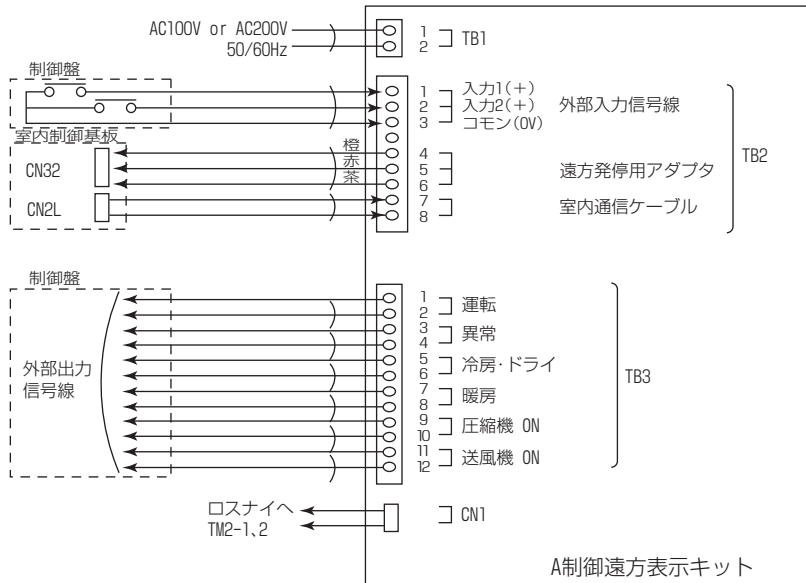 AC100V or AC200V
50/60Hz
1
2
TB1
制御盤
1
2
3
入力1(+)
入力2(+)
コモン(0V)
外部入力信号線
室内制御基板
CN32
CN2L
橙
赤
茶
4
5
6
7
8
遠方発停用アダプタ
室内通信ケーブル
TB2
制御盤
外部出力
信号線
1
2
運転
3
4
異常
5
6
冷房・ドライ
7
8
暖房
9
10
圧縮機 ON
11
12
送風機 ON
TB3
ロスナイへ
TM2-1、2
CN1
A制御遠方表示キット